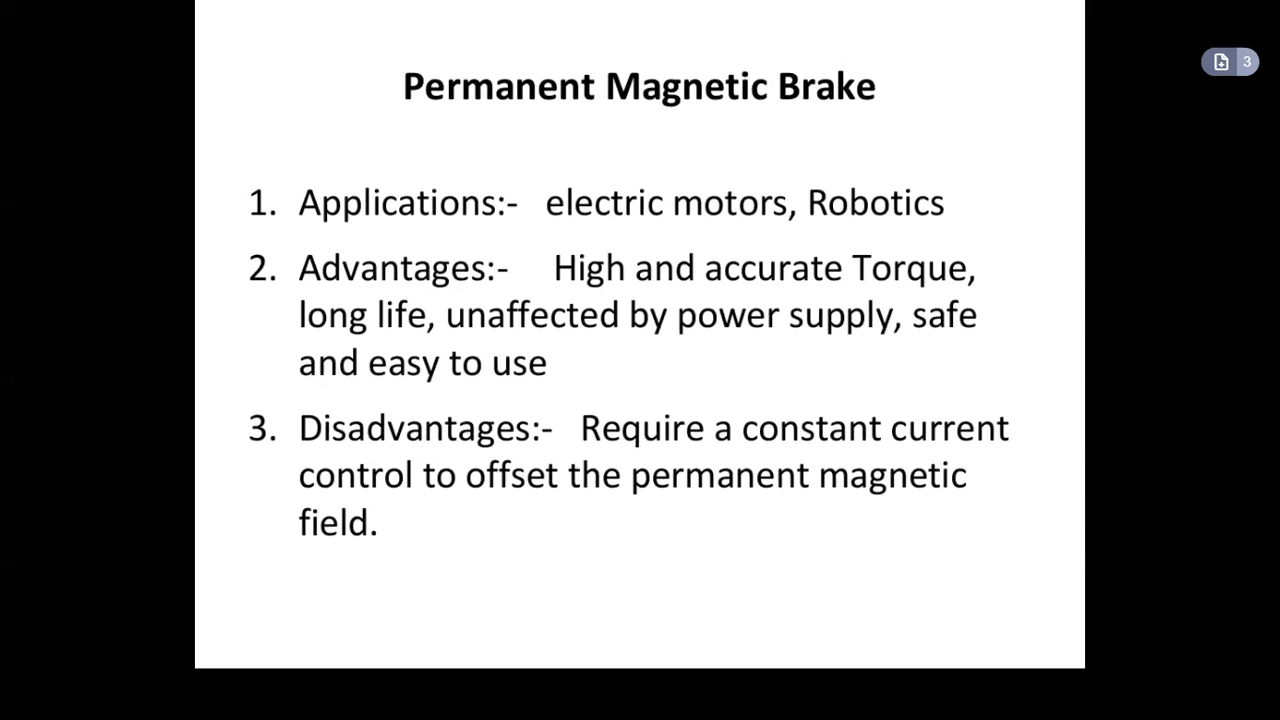 Permanent Magnetic Brake
3
1. Applications:- electric motors, Robotics
2. Advantages:- High and accurate Torque,
long life, unaffected by power supply, safe
and easy to use
3. Disadvantages:- Require a constant current
control to offset the permanent magnetic
field.